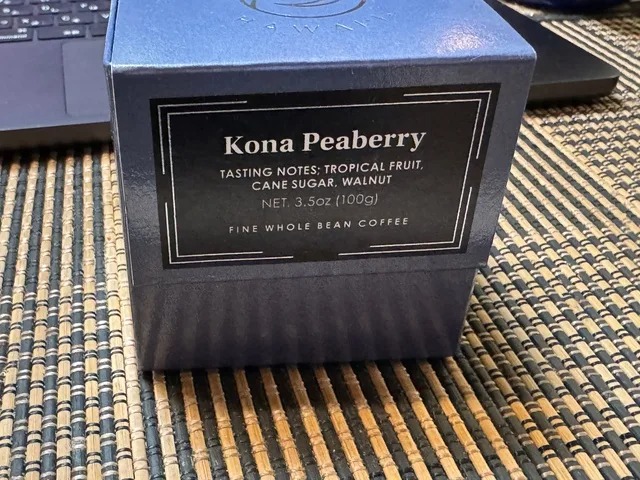 Kona Peaberry
TASTING NOTES; TROPICAL FRUIT,
CANE SUGAR, WALNUT
NET. 3.5oz (100g)
FINE WHOLE BEAN COFFEE